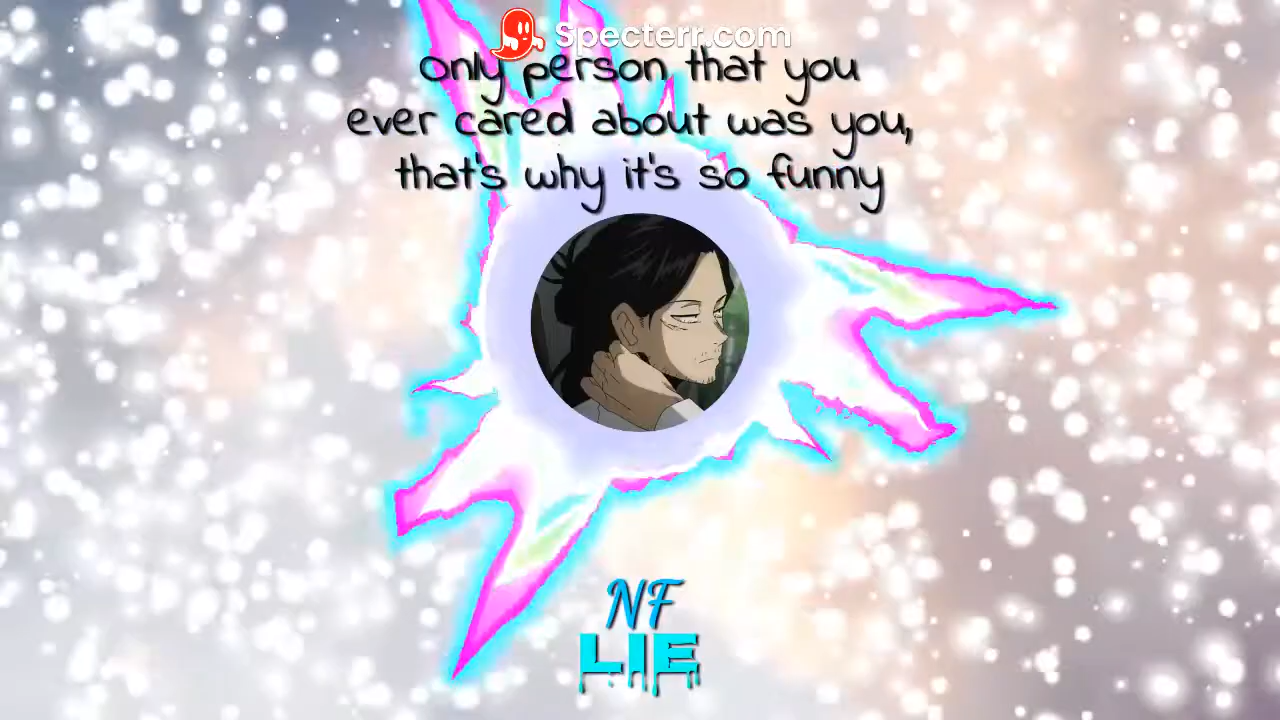 Specterr.com
only person that you
ever cared about was you,
that's why it's so funny
NF
LIE